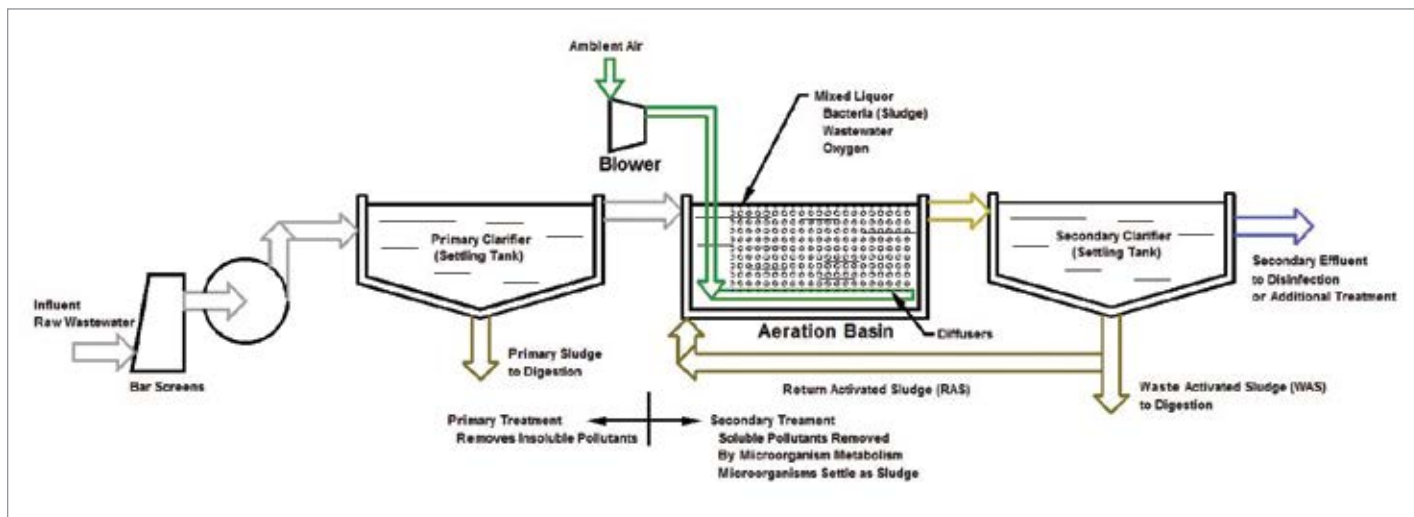 Ambient Air
Blower
Mixed Liquor
Bacteria (Sludge)
Wastewater
Oxygen
Primary Clarifier
(Settling Tank)
Secondary Clarifier
(Settling Tank)
Secondary Effluent
to Disinfection
or Additional Treatment
Influent
Raw Wastewater
Bar Screens
Aeration Basin
Diffusers
Primary Sludge
to Digestion
Return Activated Sludge (RAS)
Waste Activated Sludge (WAS)
to Digestion
Primary Treatment
Removes Insoluble Pollutants
Secondary Treament
Soluble Pollutants Removed
By Microorganism Metabolism
Microorganisms Settle as Sludge